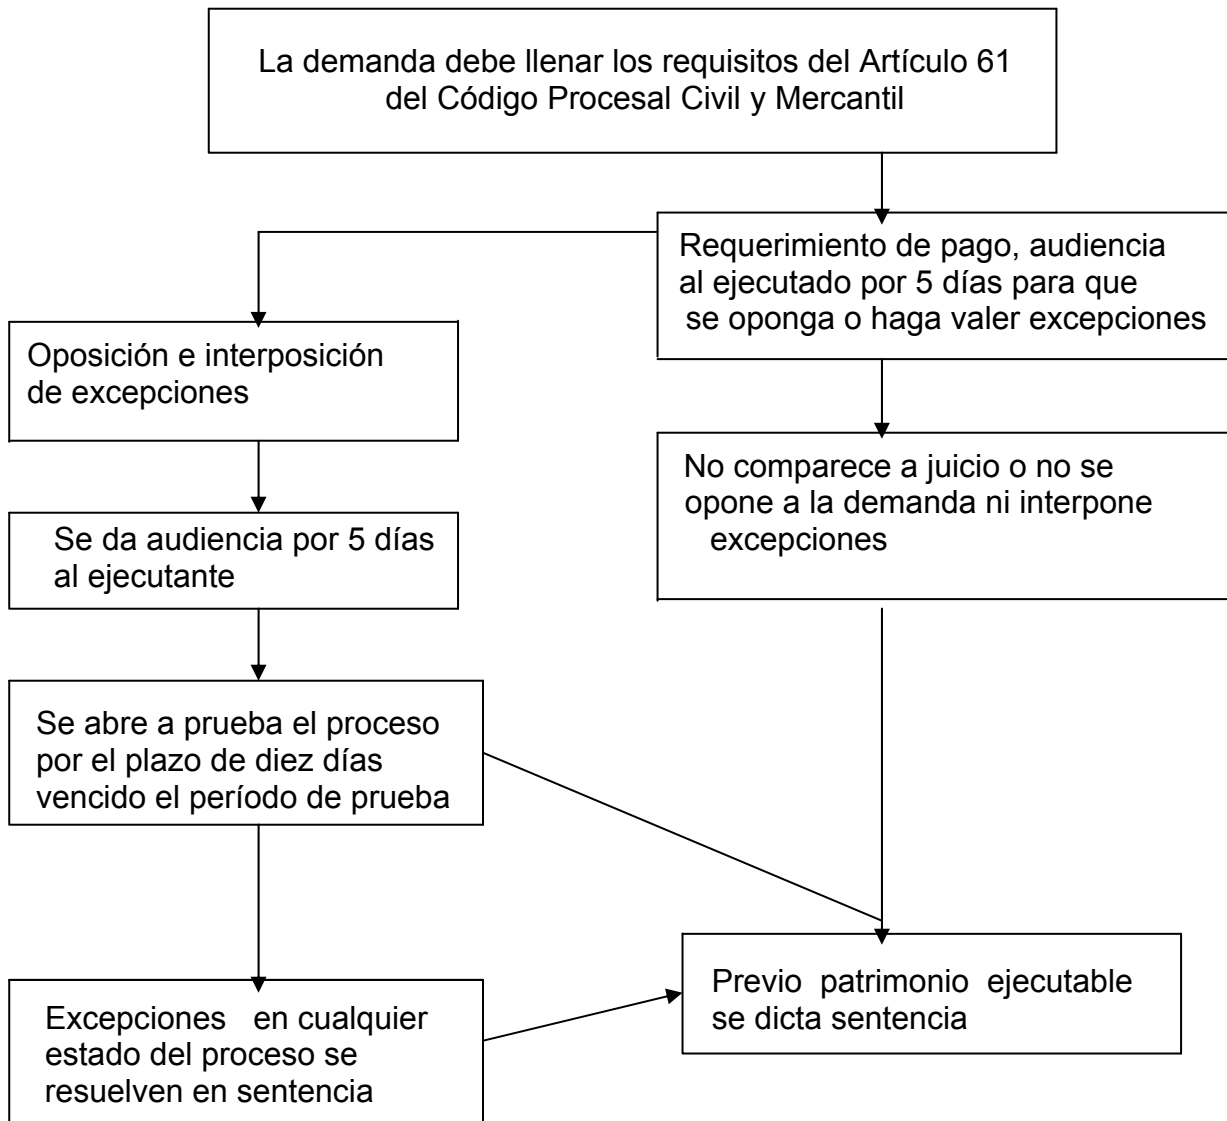 La demanda debe llenar los requisitos del Artículo 61
del Código Procesal Civil y Mercantil
Requerimiento de pago, audiencia
al ejecutado por 5 días para que
se oponga o haga valer excepciones
Oposición e interposición
de excepciones
No comparece a juicio o no se
opone a la demanda ni interpone
excepciones
Se da audiencia por 5 días
al ejecutante
Se abre a prueba el proceso
por el plazo de diez días
vencido el período de prueba
Previo patrimonio ejecutable
se dicta sentencia
Excepciones en cualquier
estado del proceso se
resuelven en sentencia